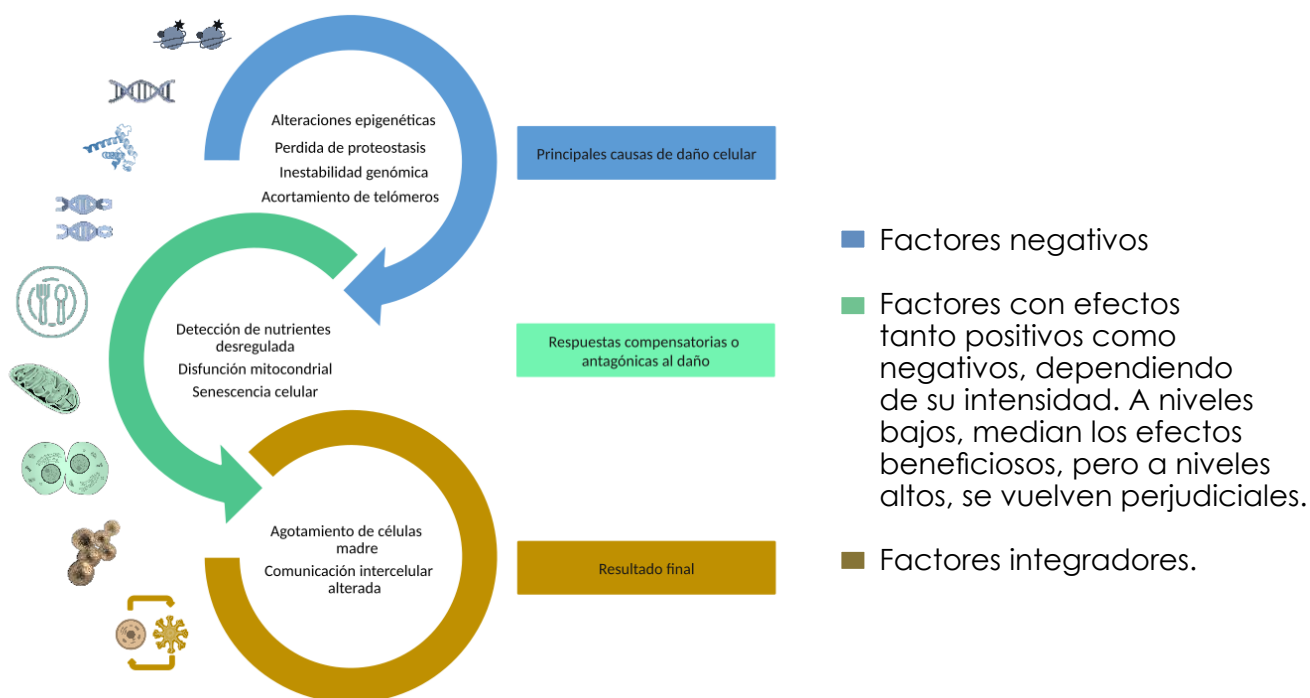 Alteraciones epigenéticas
Perdida de proteostasis
Inestabilidad genómica
Acortamiento de telómeros
Principales causas de daño celular
Detección de nutrientes
desregulada
Disfunción mitocondrial
Senescencia celular
Respuestas compensatorias o
antagónicas al daño
Agotamiento de células
madre
Comunicación intercelular
alterada
Resultado final
Factores negativos
Factores con efectos
tanto positivos como
negativos, dependiendo
de su intensidad. A niveles
bajos, median los efectos
beneficiosos, pero a niveles
altos, se vuelven perjudiciales.
Factores integradores.